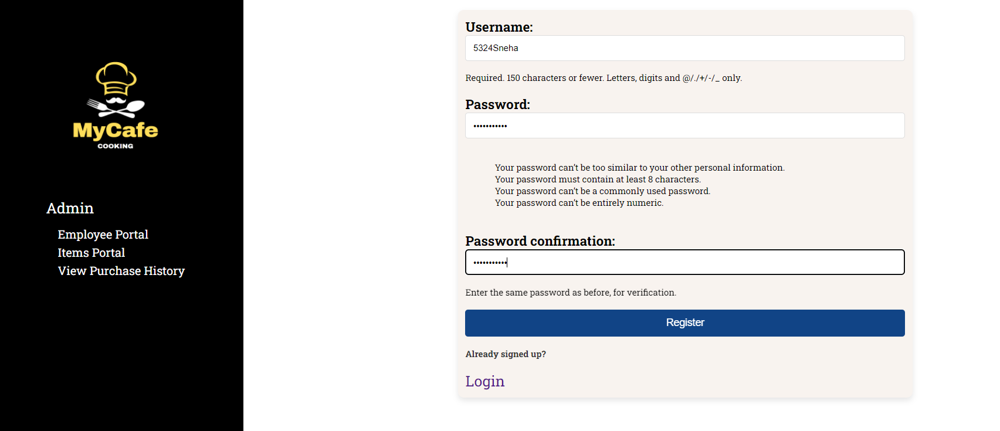 MyCafe
COOKING
Admin
Employee Portal
Items Portal
View Purchase History
Username:
5324Sneha
Required. 150 characters or fewer. Letters, digits and @/./+/-/_ only.
Password:
•••••••••••
Your password can’t be too similar to your other personal information.
Your password must contain at least 8 characters.
Your password can’t be a commonly used password.
Your password can’t be entirely numeric.
Password confirmation:
•••••••••••
Enter the same password as before, for verification.
Register
Already signed up?
Login